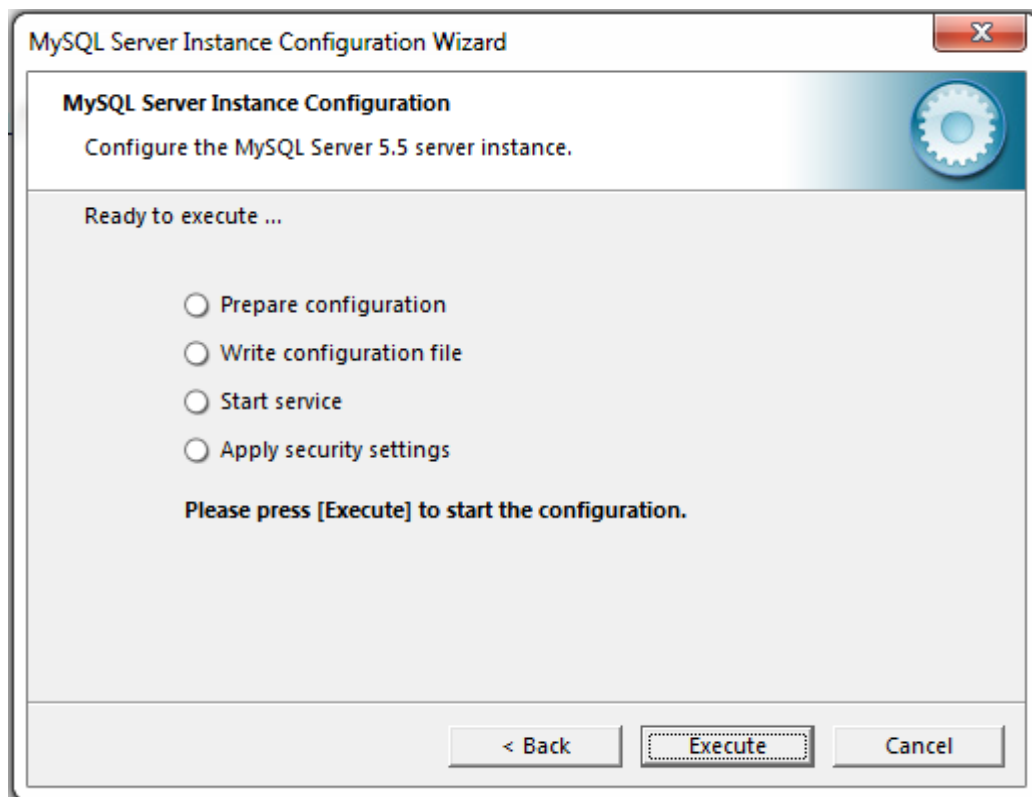 MySQL Server Instance Configuration Wizard
MySQL Server Instance Configuration
Configure the MySQL Server 5.5 server instance.
Ready to execute ...
Prepare configuration
Write configuration file
Start service
Apply security settings
Please press [Execute] to start the configuration.
< Back Execute Cancel